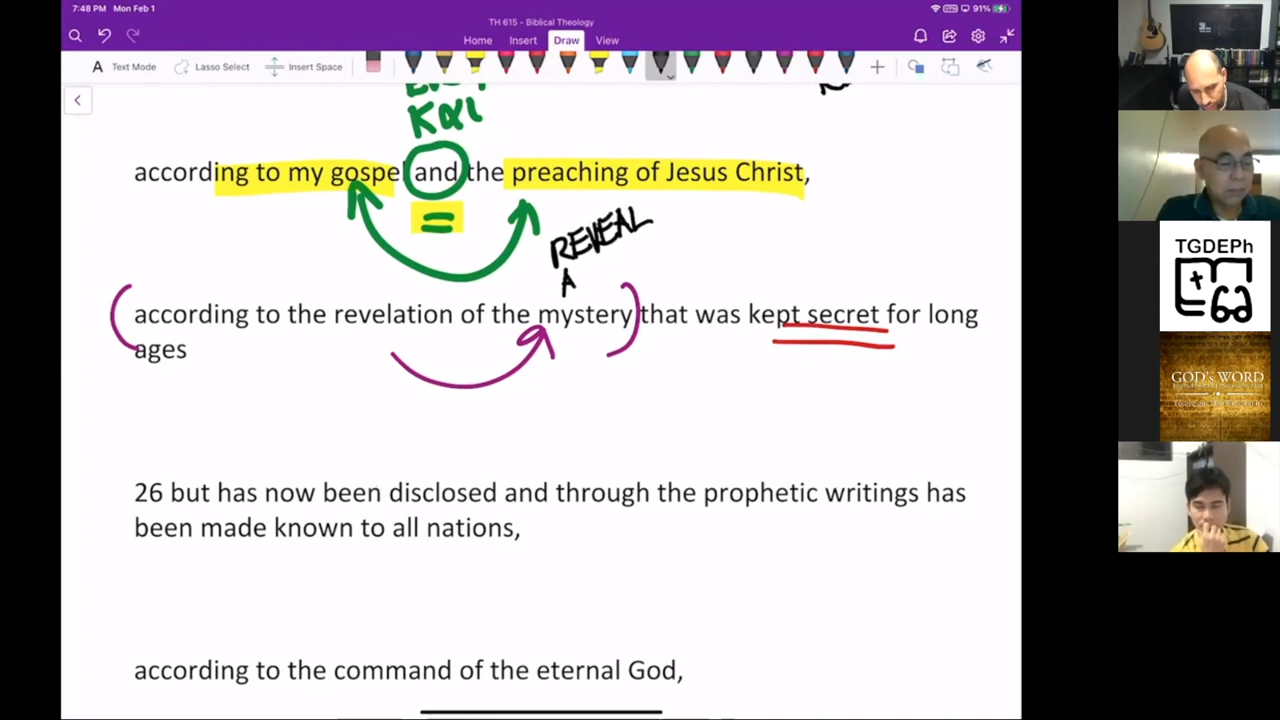 7:48 PM Mon Feb 1
91%
TH 615 - Biblical Theology
Home Insert Draw View
Text Mode Lasso Select Insert Space
και
according to my gospel and the preaching of Jesus Christ,
=
REVEAL
A
according to the revelation of the mystery that was kept secret for long
ages
26 but has now been disclosed and through the prophetic writings has
been made known to all nations,
according to the command of the eternal God,
TGDEPh
GOD's WORD